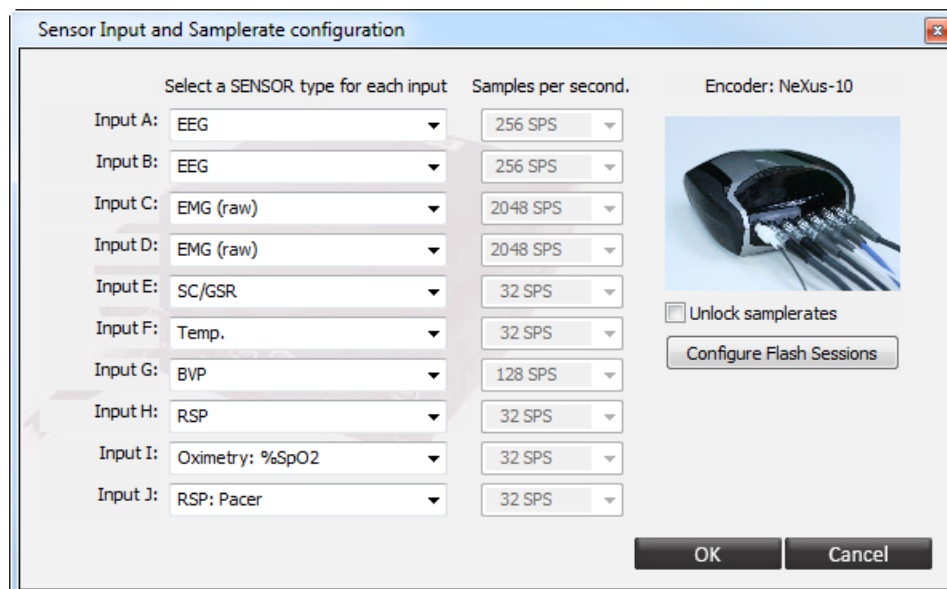 Sensor Input and Samplerate configuration
Select a SENSOR type for each input Samples per second. Encoder: NeXus-10
Input A: EEG 256 SPS
Input B: EEG 256 SPS
Input C: EMG (raw) 2048 SPS
Input D: EMG (raw) 2048 SPS
Input E: SC/GSR 32 SPS
Input F: Temp. 32 SPS
Input G: BVP 128 SPS
Input H: RSP 32 SPS
Input I: Oximetry: %SpO2 32 SPS
Input J: RSP: Pacer 32 SPS
Unlock samplerates
Configure Flash Sessions
OK Cancel